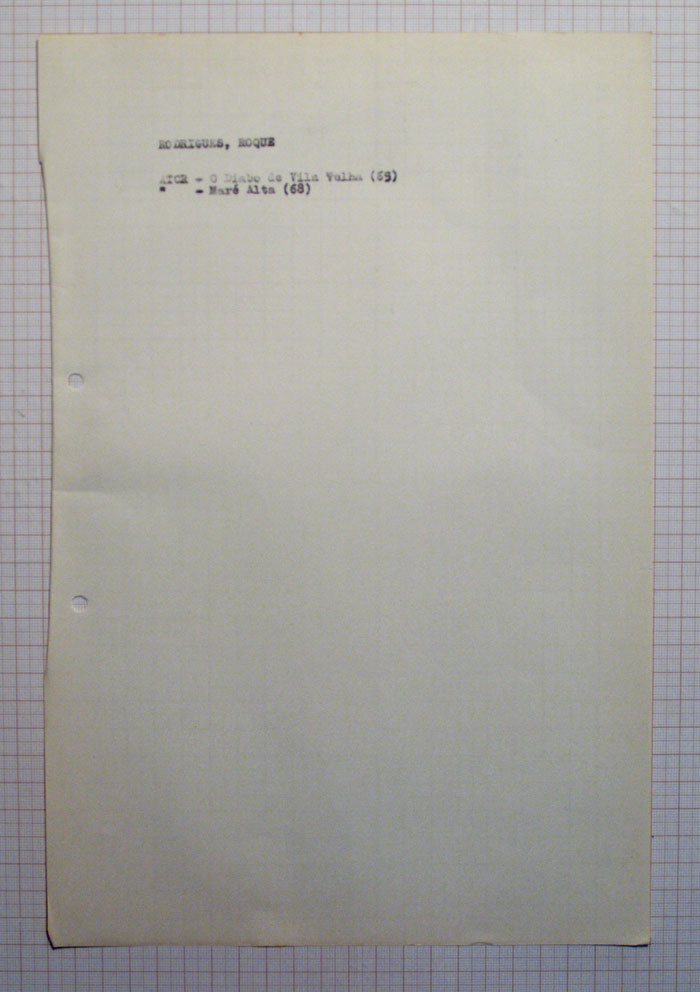 RODRIGUES, ROQUE
ATOR - O Diabo de Vila Velha (65)
" - Maré Alta (68)